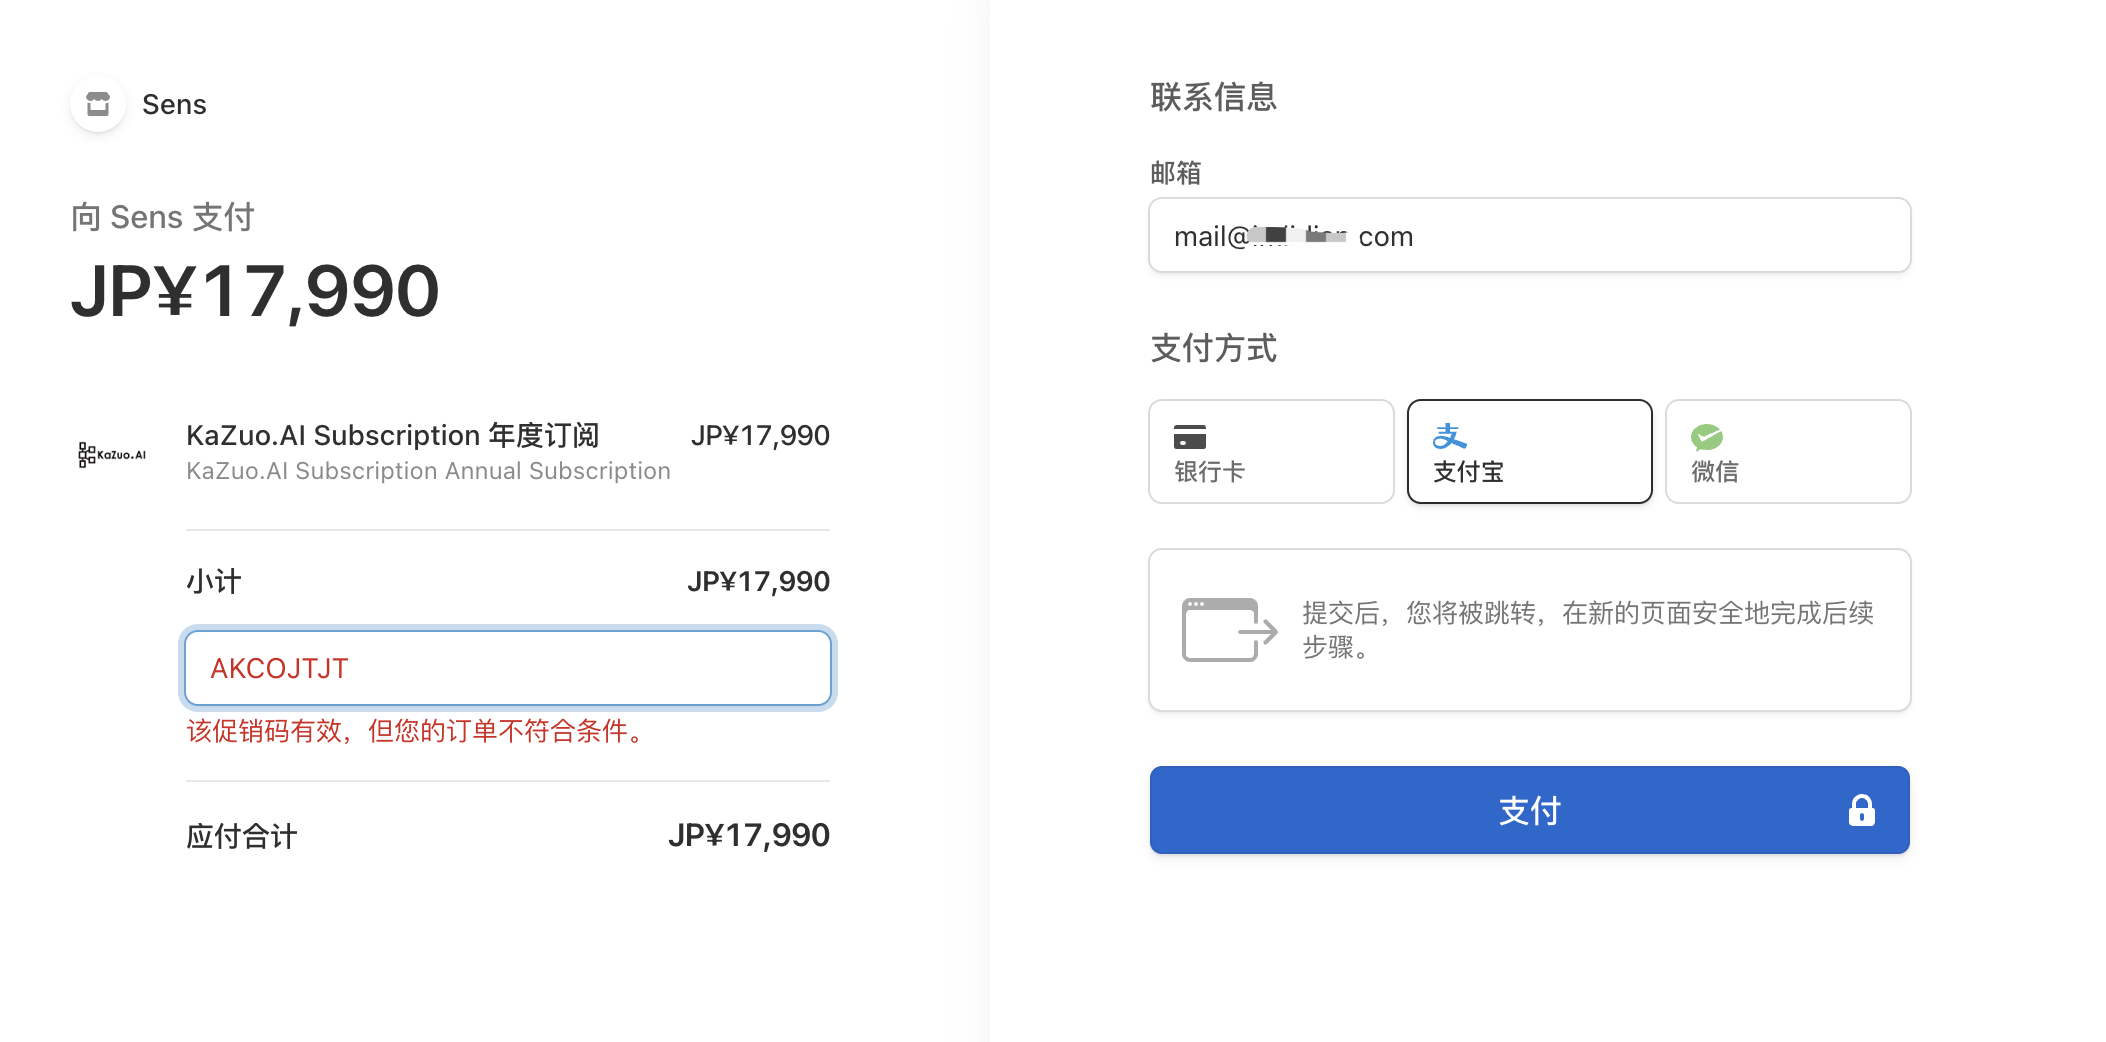 Sens
向 Sens 支付
JP¥17,990
KaZuo.AI
KaZuo.AI Subscription 年度订阅 JP¥17,990
KaZuo.AI Subscription Annual Subscription
小计 JP¥17,990
AKCOJTJT
该促销码有效，但您的订单不符合条件。
应付合计 JP¥17,990
联系信息
邮箱
mail@ com
支付方式
银行卡
支付宝
微信
提交后，您将被跳转，在新的页面安全地完成后续
步骤。
支付